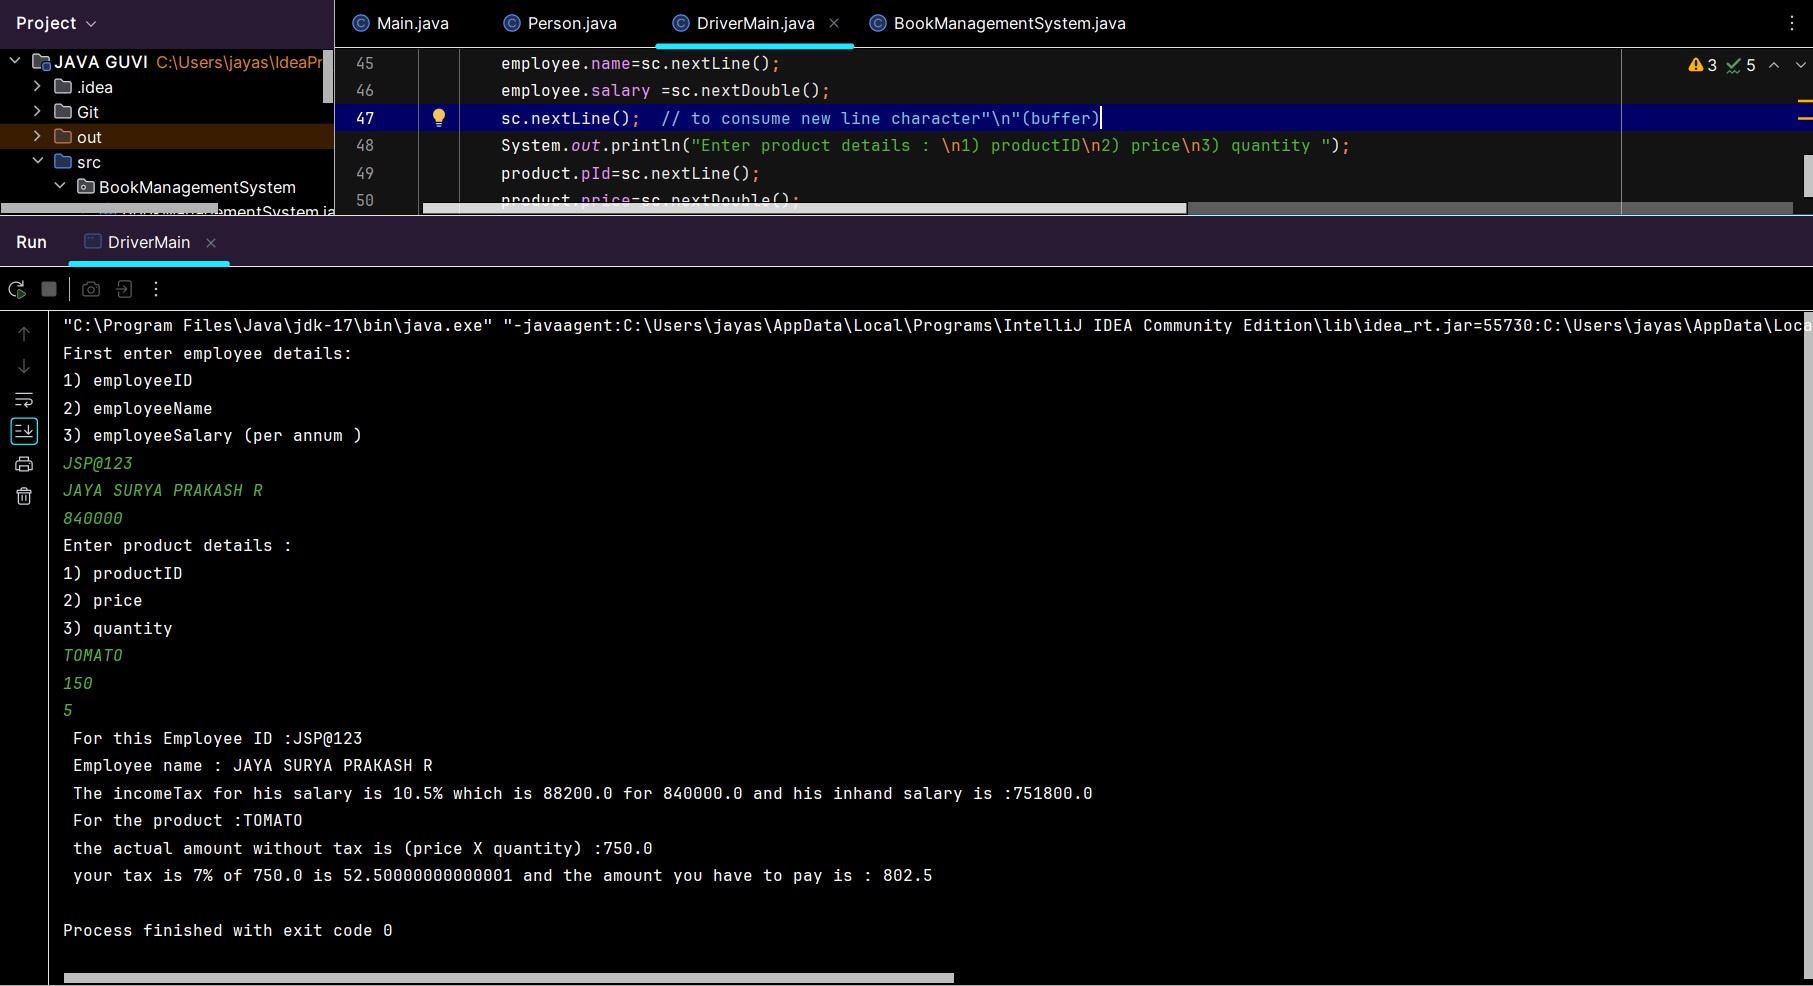 Project
Main.java
Person.java
DriverMain.java
BookManagementSystem.java
JAVA GUVI C:\Users\jayas\IdeaPr
.idea
Git
out
src
BookManagementSystem
BookManagementSystem.ja
45 employee.name=sc.nextLine();
46 employee.salary =sc.nextDouble();
47 sc.nextLine();  // to consume new line character"\n"(buffer)
48 System.out.println("Enter product details : \n1) productID\n2) price\n3) quantity ");
49 product.pId=sc.nextLine();
50 product.price=sc.nextDouble();
3 5
Run DriverMain
"C:\Program Files\Java\jdk-17\bin\java.exe" "-javaagent:C:\Users\jayas\AppData\Local\Programs\IntelliJ IDEA Community Edition\lib\idea_rt.jar=55730:C:\Users\jayas\AppData\Loca
First enter employee details:
1) employeeID
2) employeeName
3) employeeSalary (per annum )
JSP@123
JAYA SURYA PRAKASH R
840000
Enter product details :
1) productID
2) price
3) quantity
TOMATO
150
5
For this Employee ID :JSP@123
Employee name : JAYA SURYA PRAKASH R
The incomeTax for his salary is 10.5% which is 88200.0 for 840000.0 and his inhand salary is :751800.0
For the product :TOMATO
the actual amount without tax is (price X quantity) :750.0
your tax is 7% of 750.0 is 52.50000000000001 and the amount you have to pay is : 802.5
Process finished with exit code 0